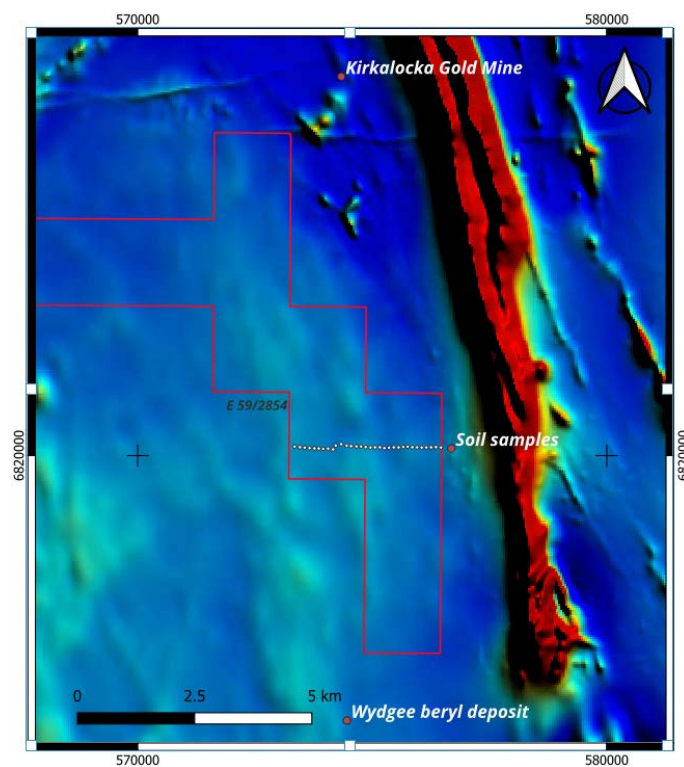 570000
580000
Kirkalocka Gold Mine
E 59/2854
Soil samples
6820000
6820000
0
2.5
5 km
Wydgee beryl deposit
570000
580000